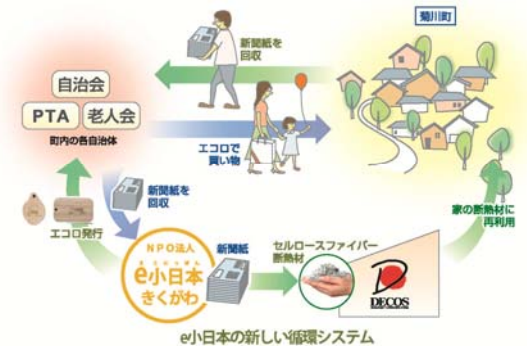 菊川町
新聞紙を
回収
自治会
PTA
老人会
町内の各自治体
エコロで
買い物
新聞紙を
回収
エコロ発行
NPO法人
e小日本
きくがわ
新聞紙
セルロースファイバー
断熱材
家の断熱材に
再利用
DECOS
e小日本の新しい循環システム